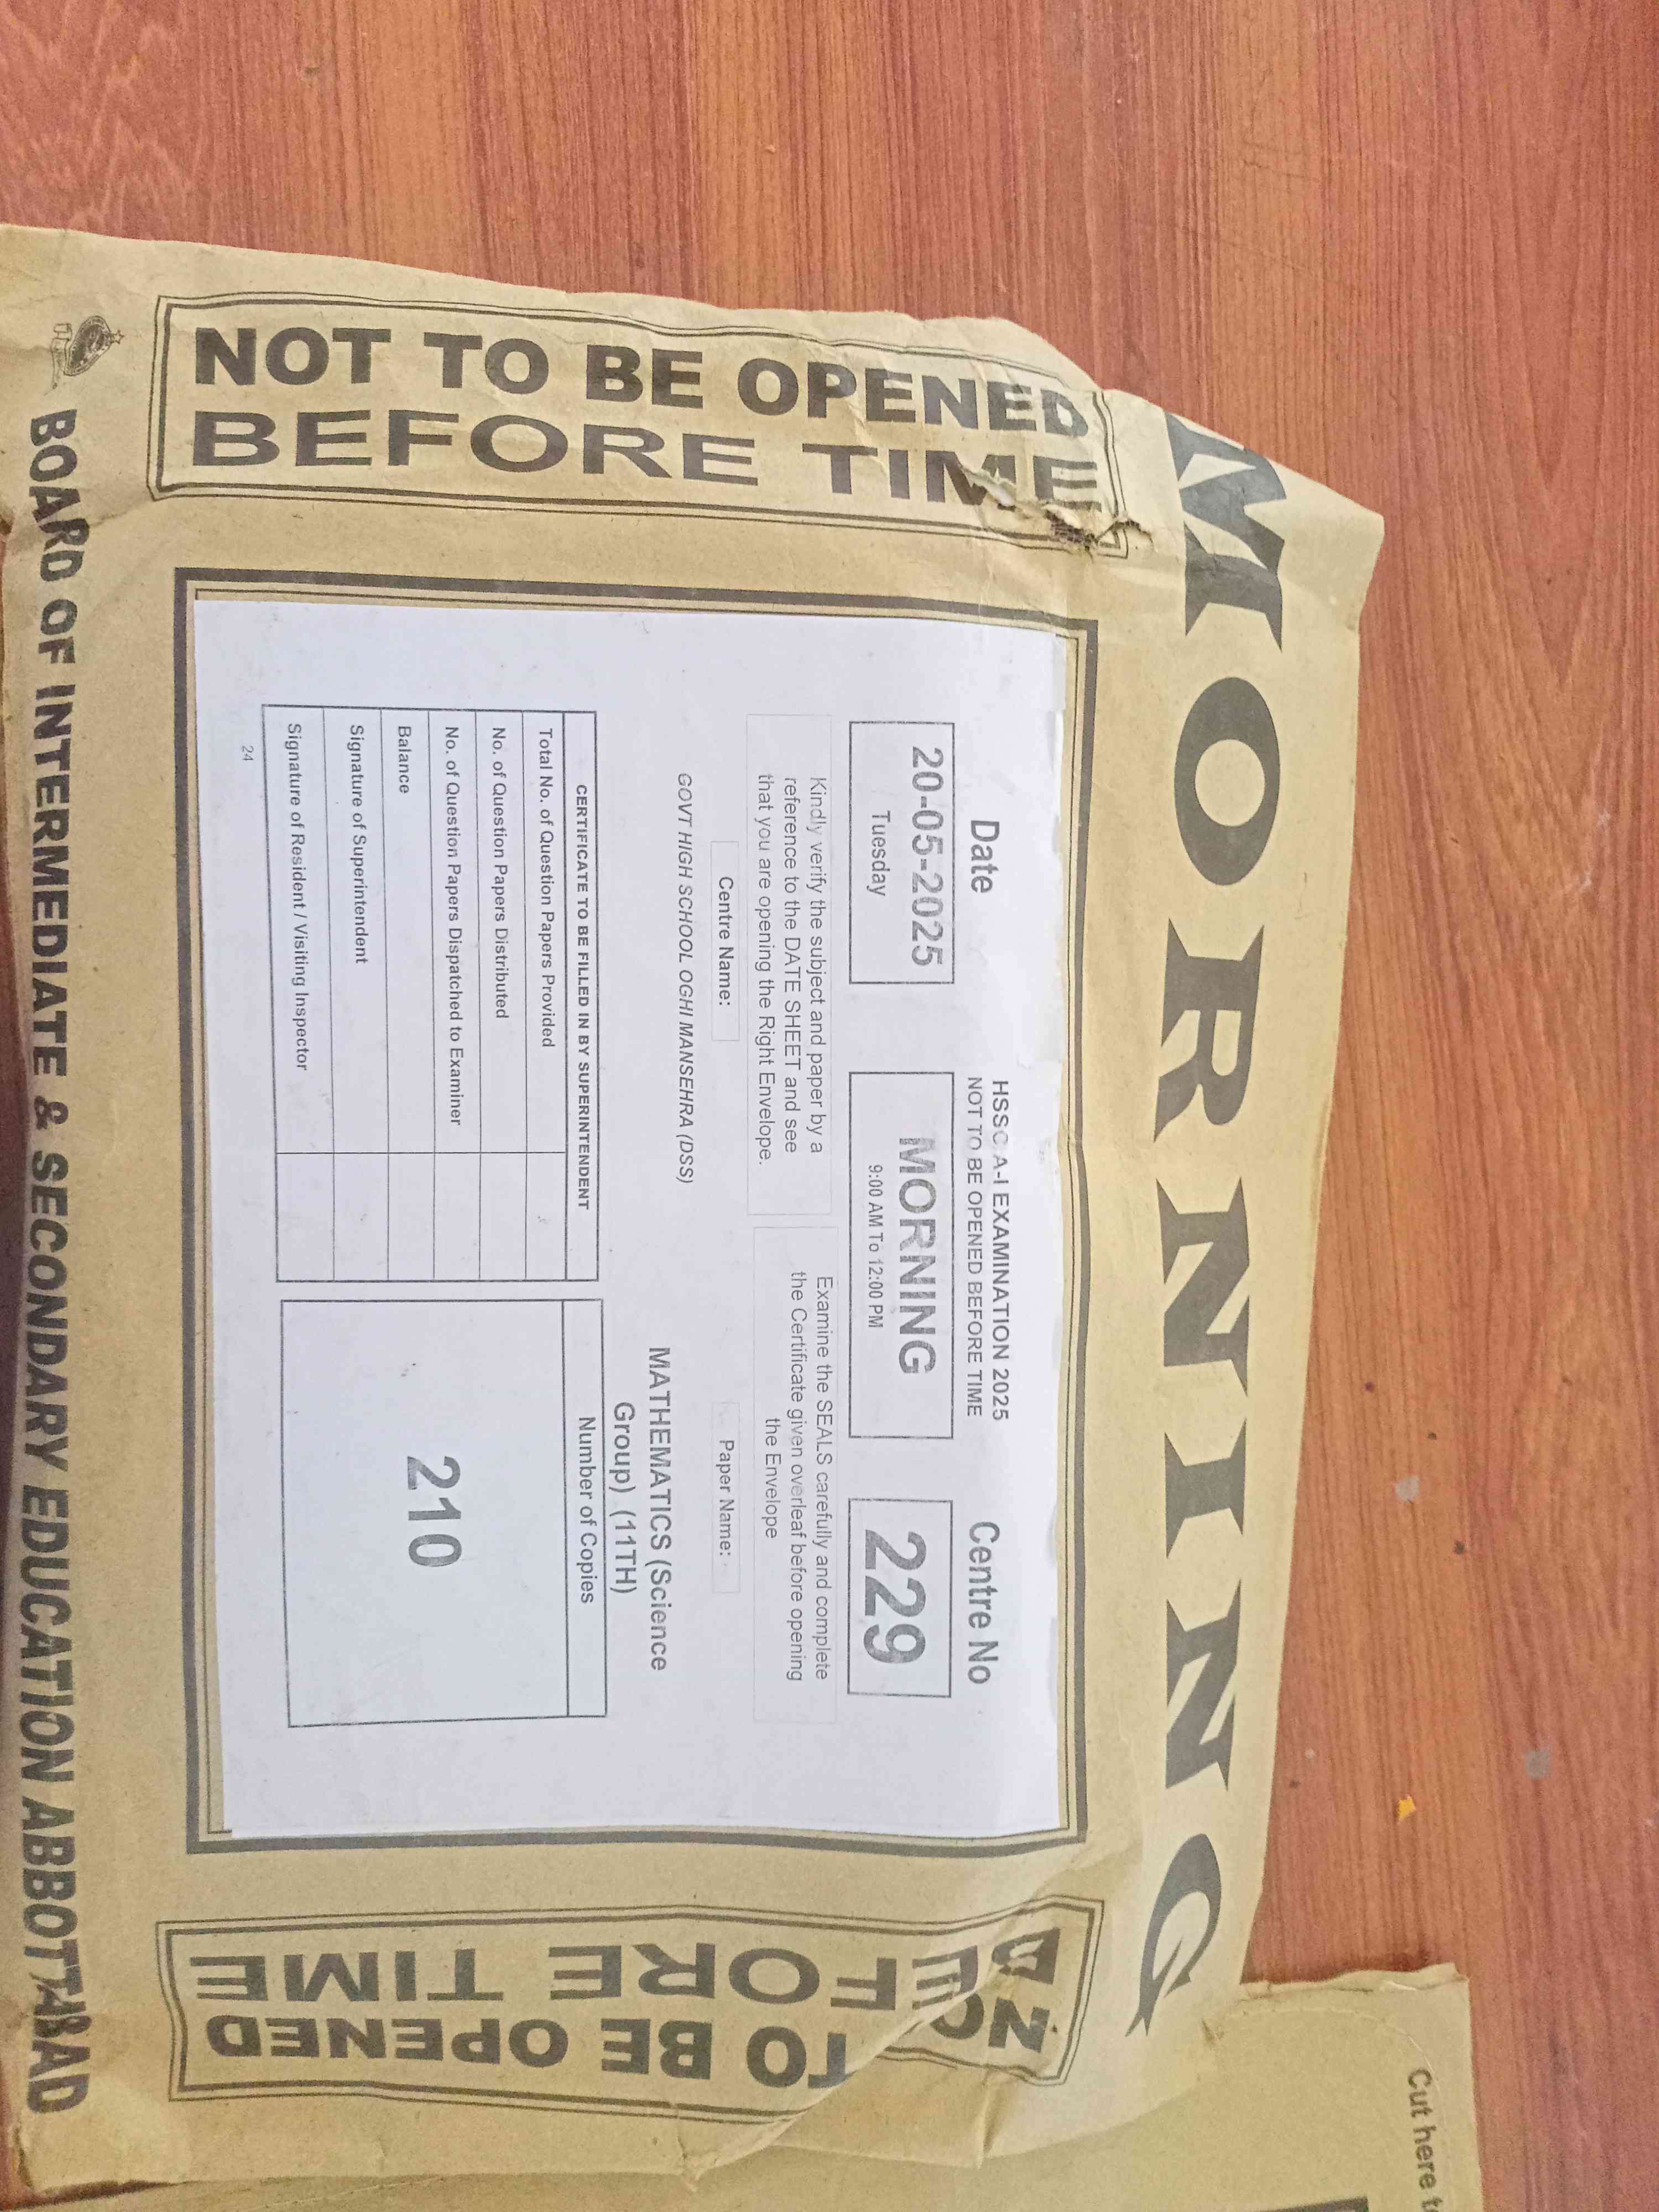 MORNING
NOT TO BE OPENED
BEFORE TIME
HSSC A-I EXAMINATION 2025
NOT TO BE OPENED BEFORE TIME
Date
Centre No
20-05-2025
Tuesday
MORNING
9:00 AM To 12:00 PM
229
Kindly verify the subject and paper by a
reference to the DATE SHEET and see
that you are opening the Right Envelope.
Examine the SEALS carefully and complete
the Certificate given overleaf before opening
the Envelope
Centre Name:
Paper Name:
GOVT HIGH SCHOOL OGHI MANSEHRA (DSS)
MATHEMATICS (Science
Group) (11TH)
CERTIFICATE TO BE FILLED IN BY SUPERINTENDENT
Total No. of Question Papers Provided
No. of Question Papers Distributed
No. of Question Papers Dispatched to Examiner
Balance
Signature of Superintendent
Signature of Resident / Visiting Inspector
Number of Copies
210
24
NOT TO BE OPENED
BEFORE TIME
BOARD OF INTERMEDIATE & SECONDARY EDUCATION ABBOTTABAD
Cut here